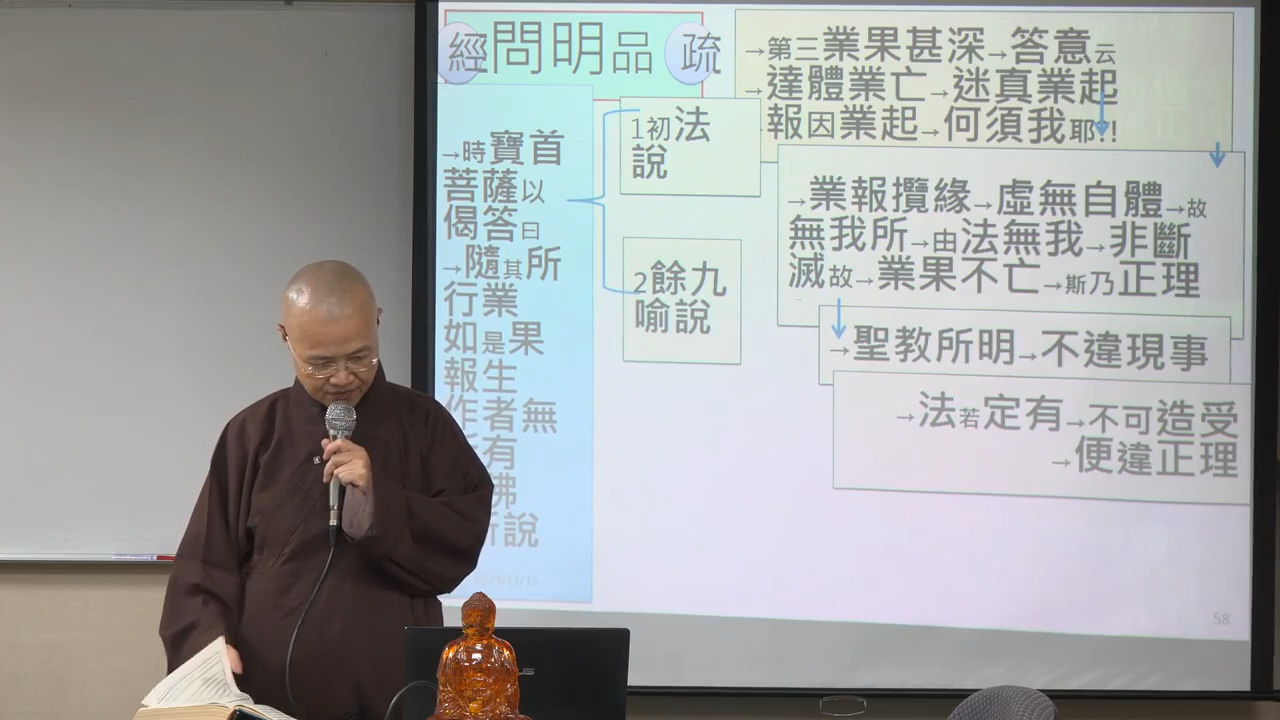 經問明品 疏
→時寶首
菩薩以
偈答曰
→隨其所
行業
如是果
報生
作者無
有
佛
說
1初法
說
2餘九
喻說
→第三業果甚深→答意云
→達體業亡→迷真業起
報因業起→何須我耶!!
→業報攬緣→虛無自體→故
無我所→由法無我→非斷
滅故→業果不亡→斯乃正理
→聖教所明→不違現事
→法若定有→不可造受
→便違正理
58